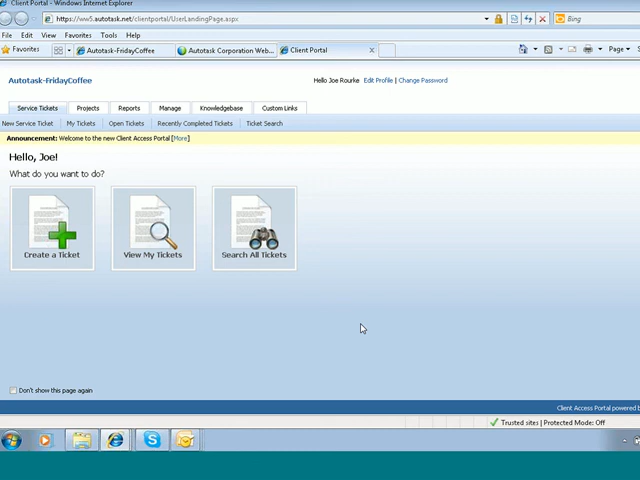 Client Portal - Windows Internet Explorer
https://ww5.autotask.net/clientportal/UserLandingPage.aspx
Bing
File Edit View Favorites Tools Help
Favorites Autotask-FridayCoffee Autotask Corporation Web... Client Portal Page
Autotask-FridayCoffee
Hello Joe Rourke Edit Profile | Change Password
Service Tickets Projects Reports Manage Knowledgebase Custom Links
New Service Ticket My Tickets Open Tickets Recently Completed Tickets Ticket Search
Announcement: Welcome to the new Client Access Portal [More]
Hello, Joe!
What do you want to do?
Create a Ticket View My Tickets Search All Tickets
Don't show this page again
Client Access Portal powered b
Trusted sites | Protected Mode: Off